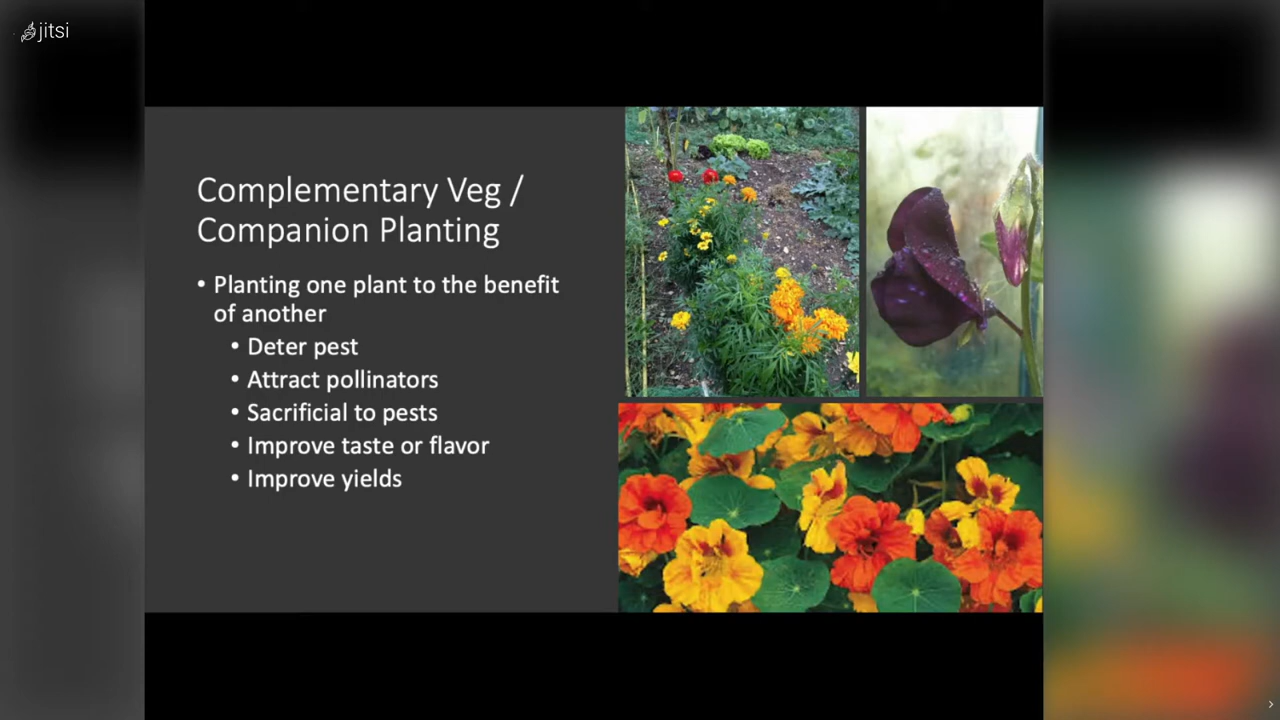 jitsi
Complementary Veg /
Companion Planting
• Planting one plant to the benefit
of another
• Deter pest
• Attract pollinators
• Sacrificial to pests
• Improve taste or flavor
• Improve yields